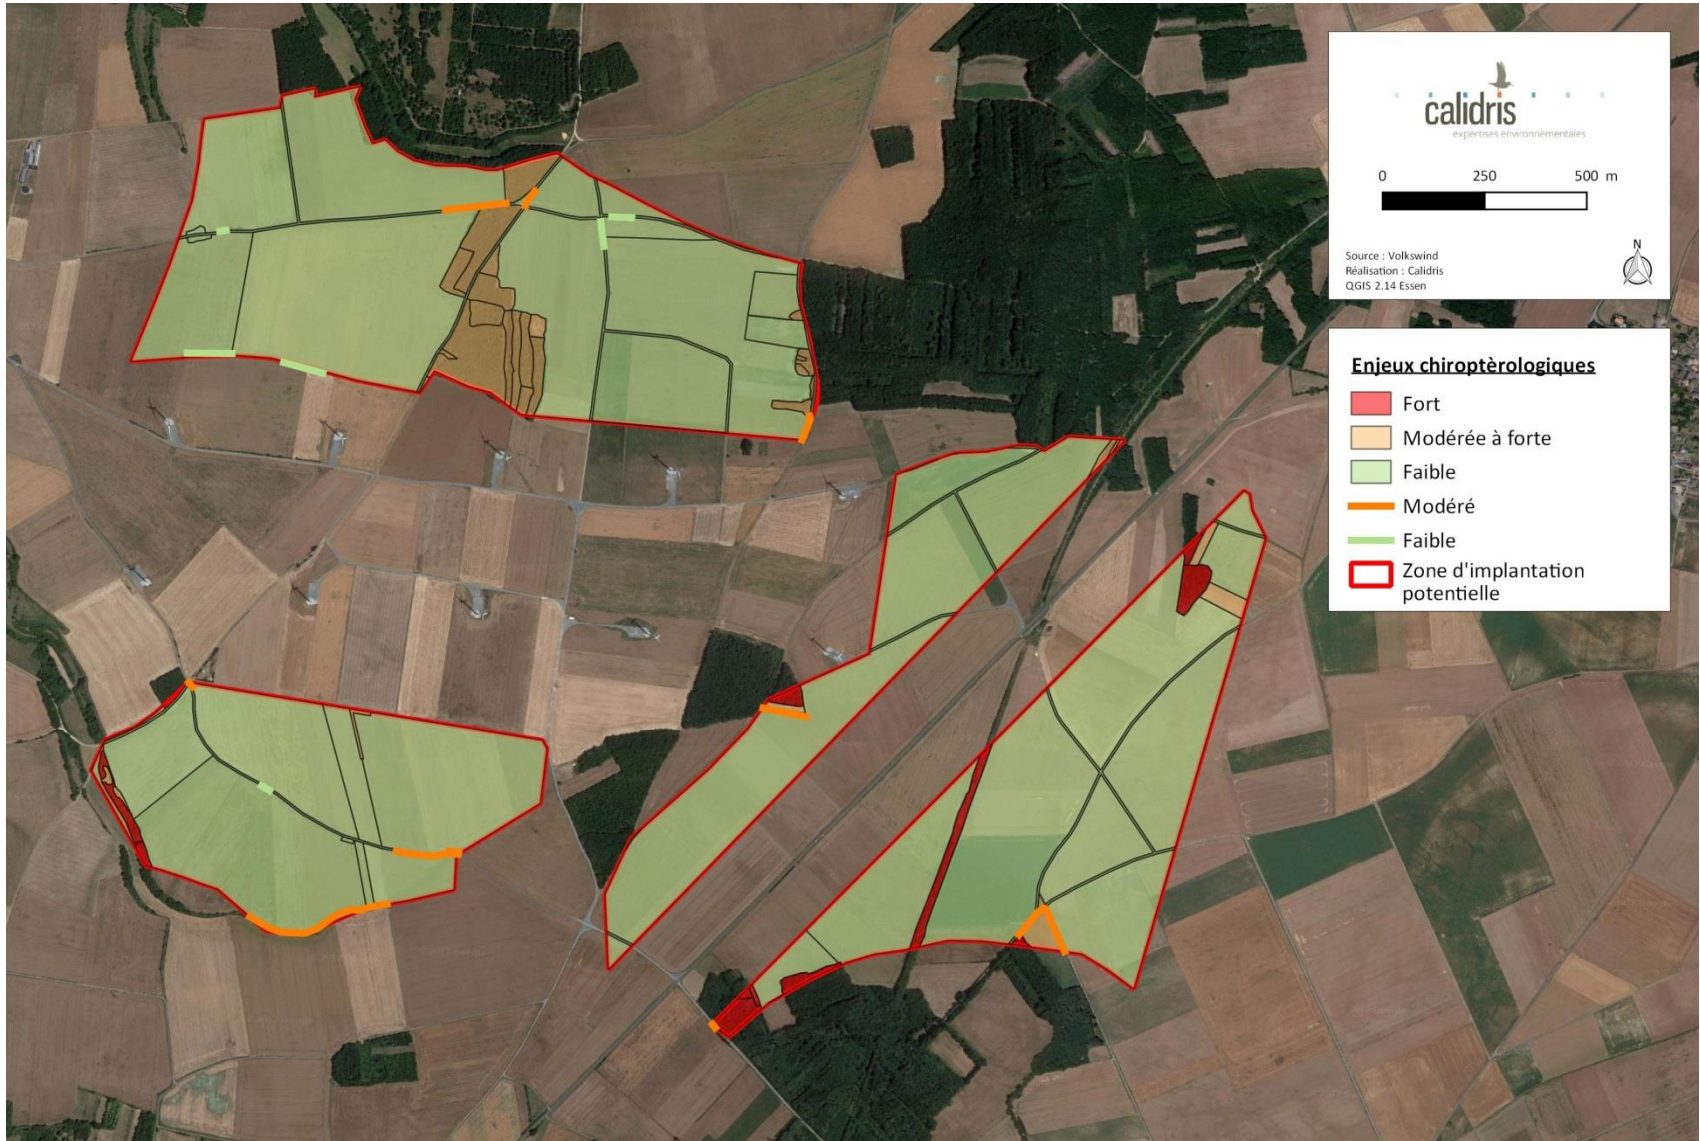 calidris
expertises environnementales
0 250 500 m
Source : Volkswind
Réalisation : Calidris
QGIS 2.14 Essen
N
Enjeux chiroptèrologiques
Fort
Modérée à forte
Faible
Modéré
Faible
Zone d'implantation
potentielle